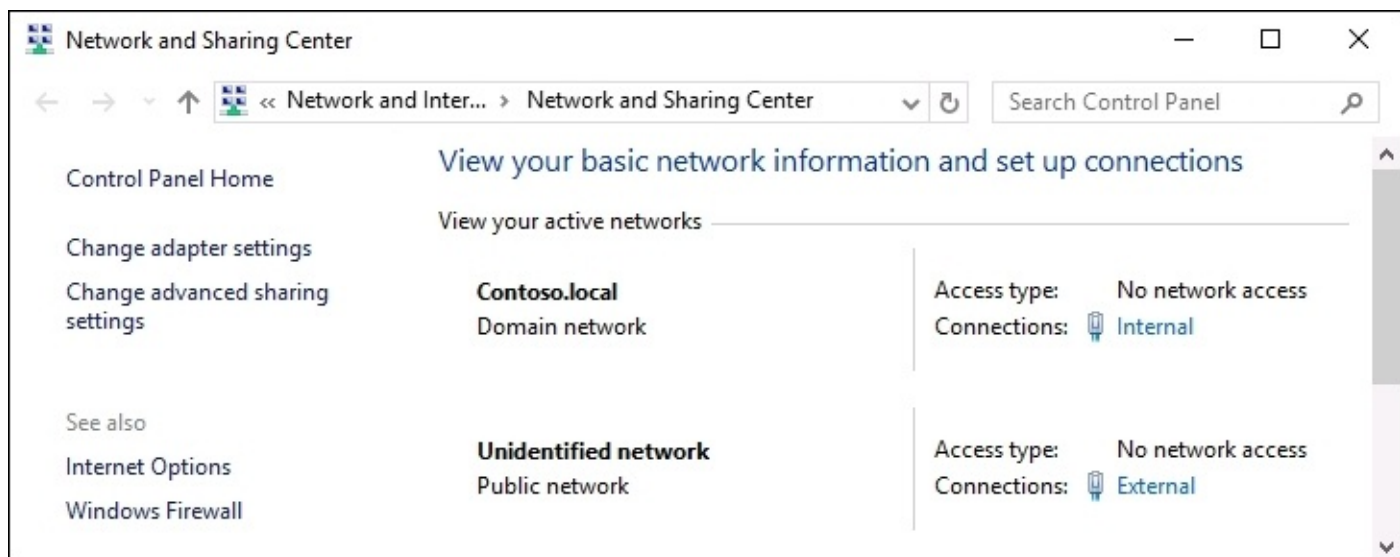 Network and Sharing Center
« Network and Inter... › Network and Sharing Center
Search Control Panel
Control Panel Home
Change adapter settings
Change advanced sharing
settings
See also
Internet Options
Windows Firewall
View your basic network information and set up connections
View your active networks
Contoso.local
Domain network
Access type: No network access
Connections: Internal
Unidentified network
Public network
Access type: No network access
Connections: External